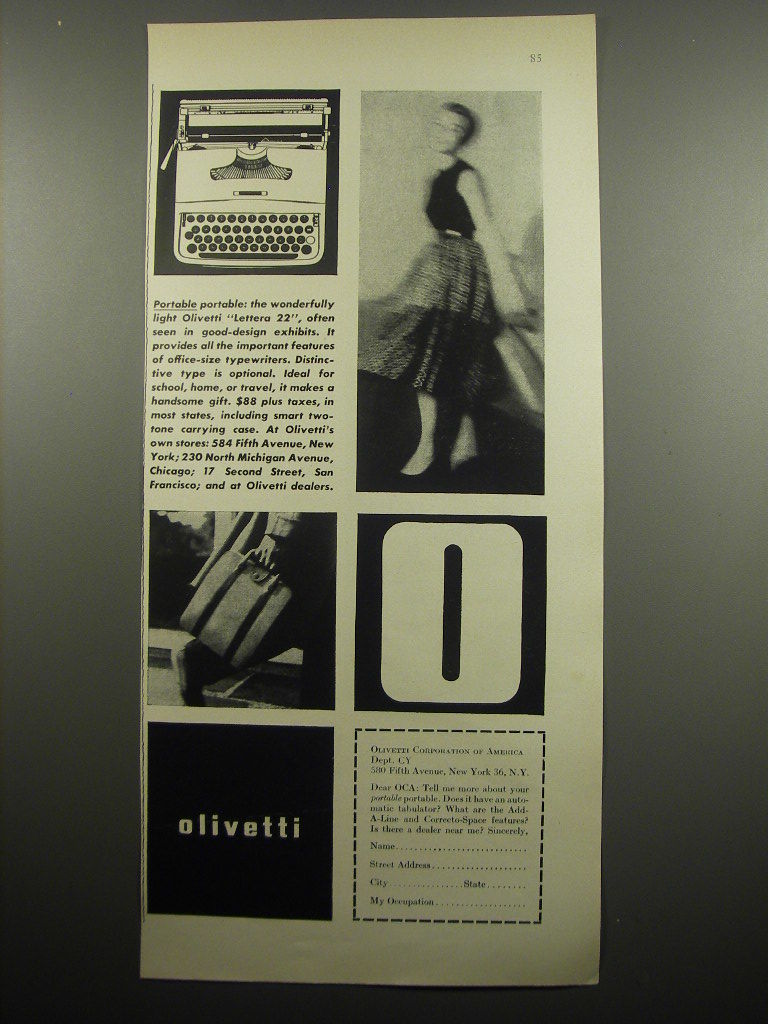 85
Portable portable: the wonderfully
light Olivetti "Lettera 22", often
seen in good-design exhibits. It
provides all the important features
of office-size typewriters. Distinc-
tive type is optional. Ideal for
school, home, or travel, it makes a
handsome gift. $88 plus taxes, in
most states, including smart two-
tone carrying case. At Olivetti's
own stores: 584 Fifth Avenue, New
York; 230 North Michigan Avenue,
Chicago; 17 Second Street, San
Francisco; and at Olivetti dealers.
O
olivetti
Olivetti Corporation of America
Dept. CY
580 Fifth Avenue, New York 36, N.Y.
Dear OCA: Tell me more about your
portable portable. Does it have an auto-
matic tabulator? What are the Add-
A-Line and Correcto-Space features?
Is there a dealer near me? Sincerely,
Name..............................
Street Address.....................
City.................State........
My Occupation....................